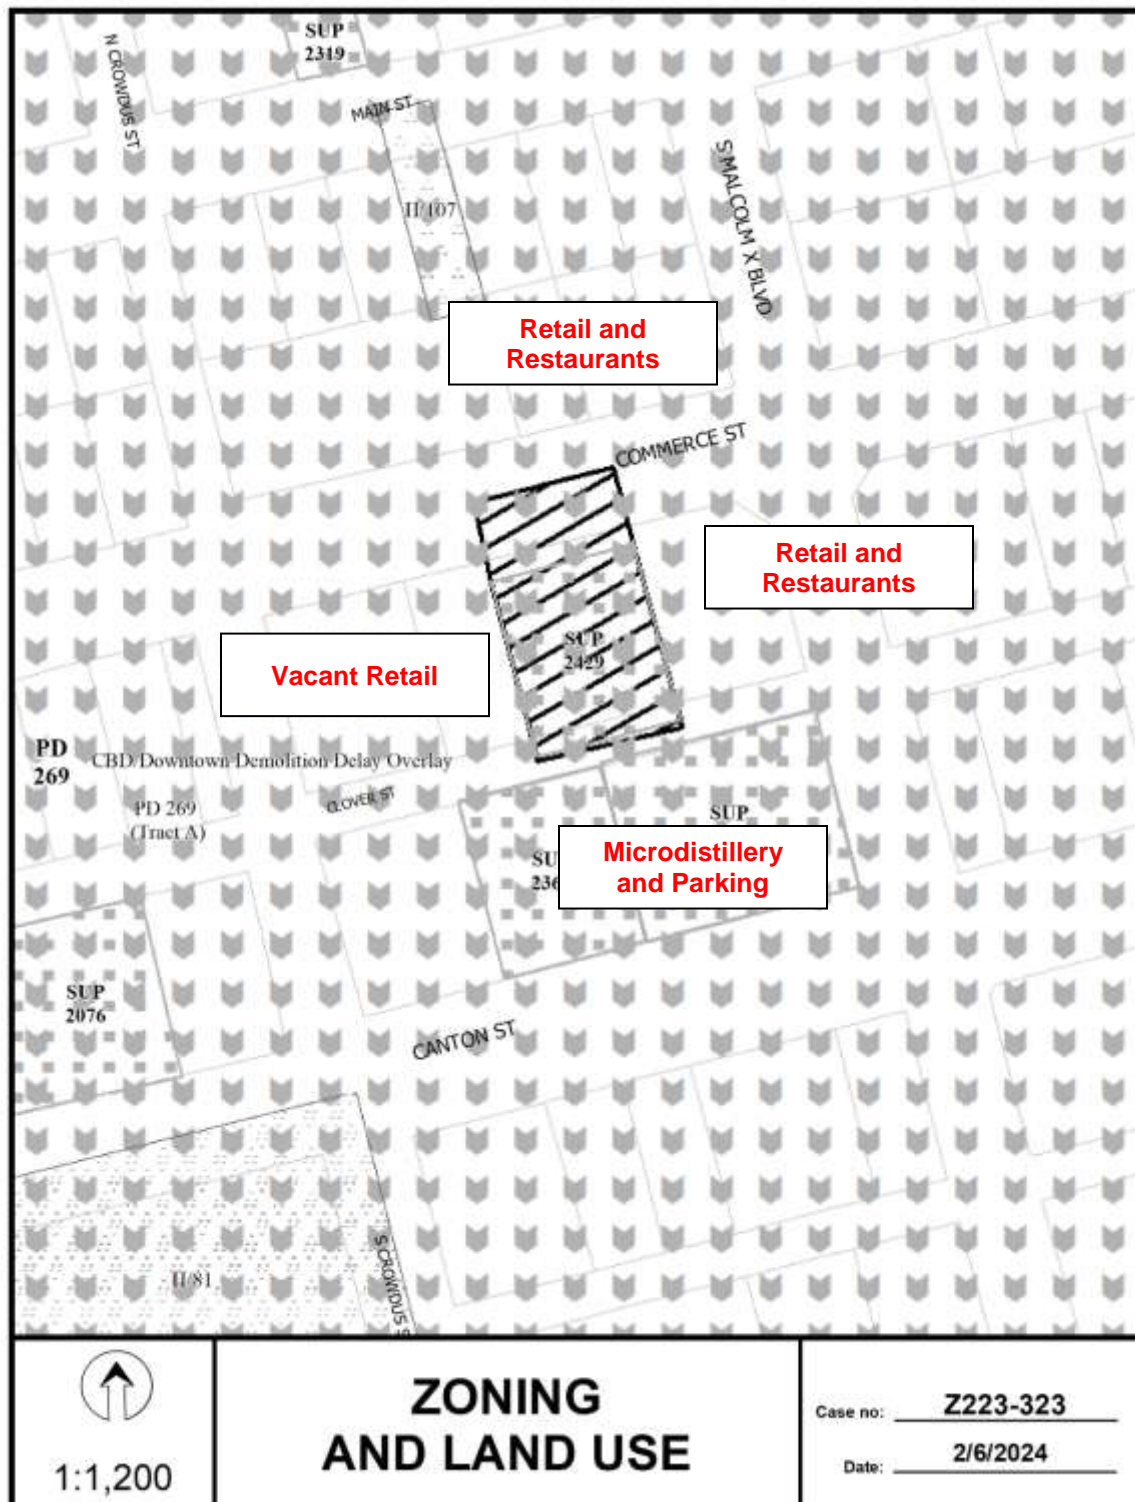 SUP
2319
N CROWDUS ST
MAIN ST
S MALCOLM X BLVD
H/107
Retail and
Restaurants
COMMERCE ST
Retail and
Restaurants
SUP
2429
Vacant Retail
PD
269
CBD/Downtown Demolition Delay Overlay
CLOVER ST
PD 269
(Tract A)
SUP
Microdistillery
and Parking
SUP
2076
CANTON ST
S CROWDUS S
H/81
1:1,200
ZONING
AND LAND USE
Case no: Z223-323
Date: 2/6/2024